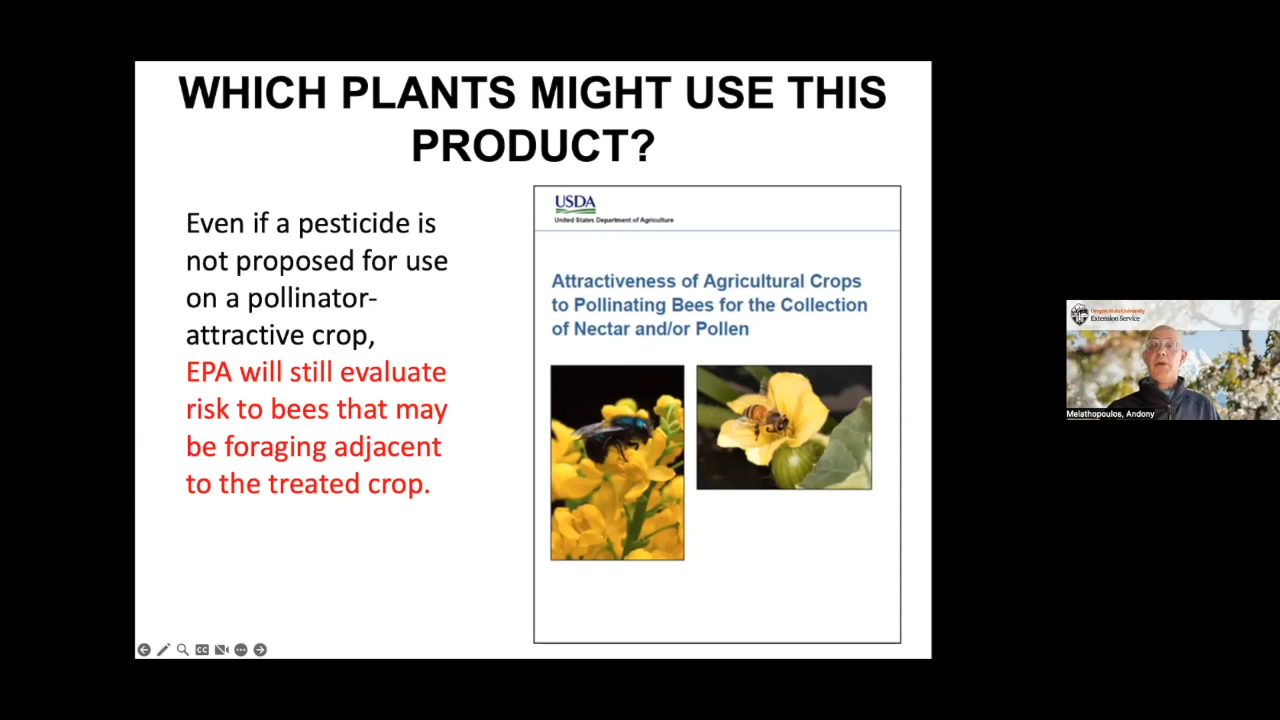 WHICH PLANTS MIGHT USE THIS
PRODUCT?
Even if a pesticide is
not proposed for use
on a pollinator-
attractive crop,
EPA will still evaluate
risk to bees that may
be foraging adjacent
to the treated crop.
USDA
United States Department of Agriculture
Attractiveness of Agricultural Crops
to Pollinating Bees for the Collection
of Nectar and/or Pollen
CC
Oregon State University
Extension Service
Melathopoulos, Andony